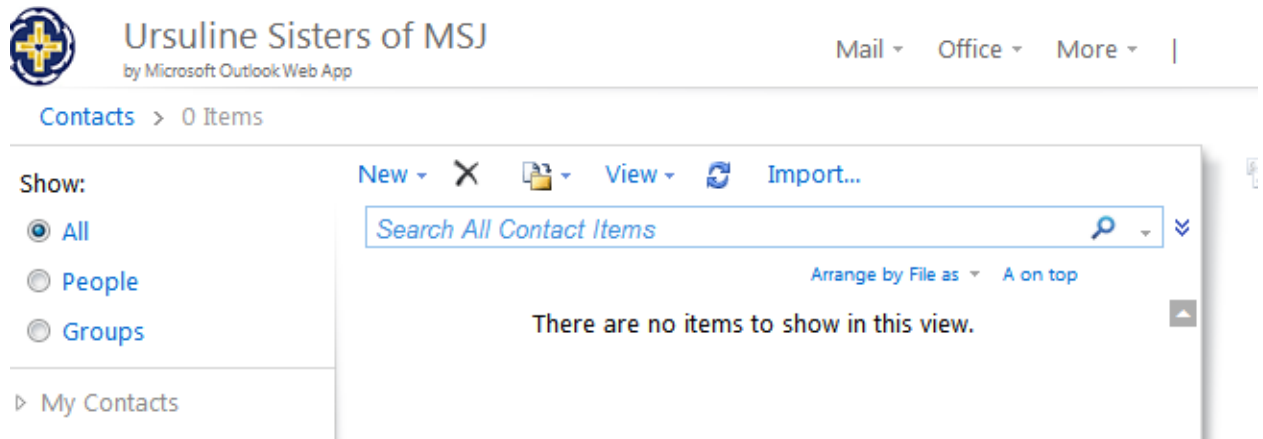 Ursuline Sisters of MSJ
by Microsoft Outlook Web App
Mail Office More |
Contacts > 0 Items
Show:
All
People
Groups
My Contacts
New View Import...
Search All Contact Items
Arrange by File as A on top
There are no items to show in this view.